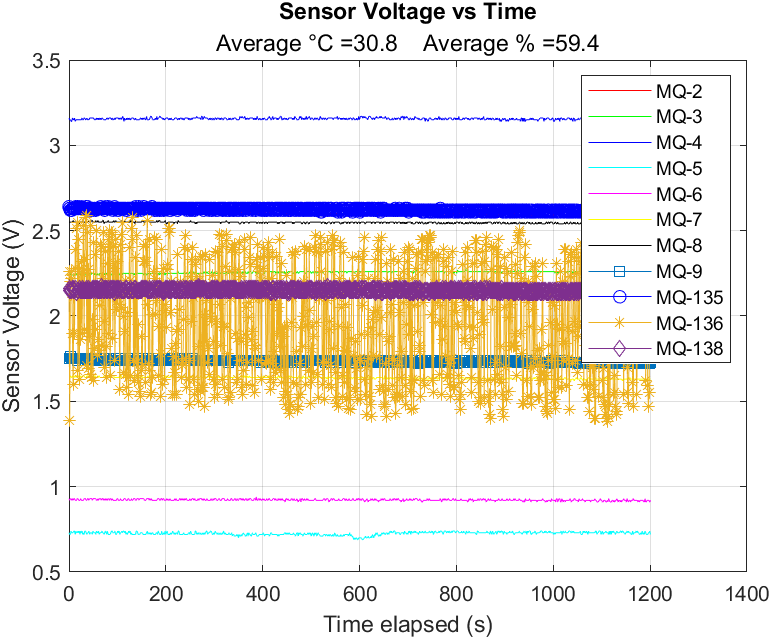 Sensor Voltage vs Time
Average °C =30.8 Average % =59.4
3.5
3
2.5
2
1.5
1
0.5
Sensor Voltage (V)
MQ-2
MQ-3
MQ-4
MQ-5
MQ-6
MQ-7
MQ-8
MQ-9
MQ-135
MQ-136
MQ-138
0 200 400 600 800 1000 1200 1400
Time elapsed (s)